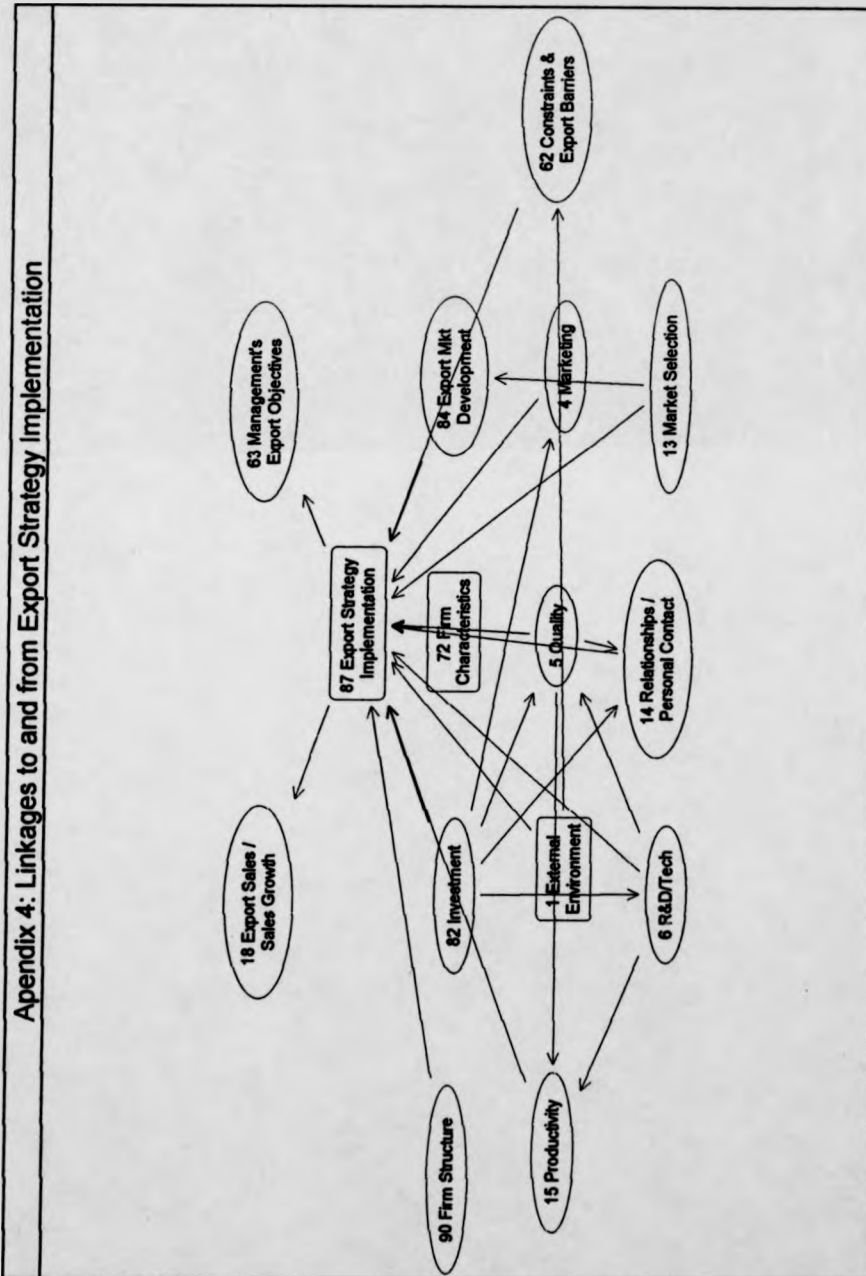 Apendix 4: Linkages to and from Export Strategy Implementation
18 Export Sales /
Sales Growth
87 Export Strategy
Implementation
63 Management's
Export Objectives
90 Firm Structure
82 Investment
72 Firm
Characteristics
84 Export Mkt
Development
15 Productivity
1 External
Environment
5 Quality
4 Marketing
62 Constraints &
Export Barriers
6 R&D/Tech
14 Relationships /
Personal Contact
13 Market Selection